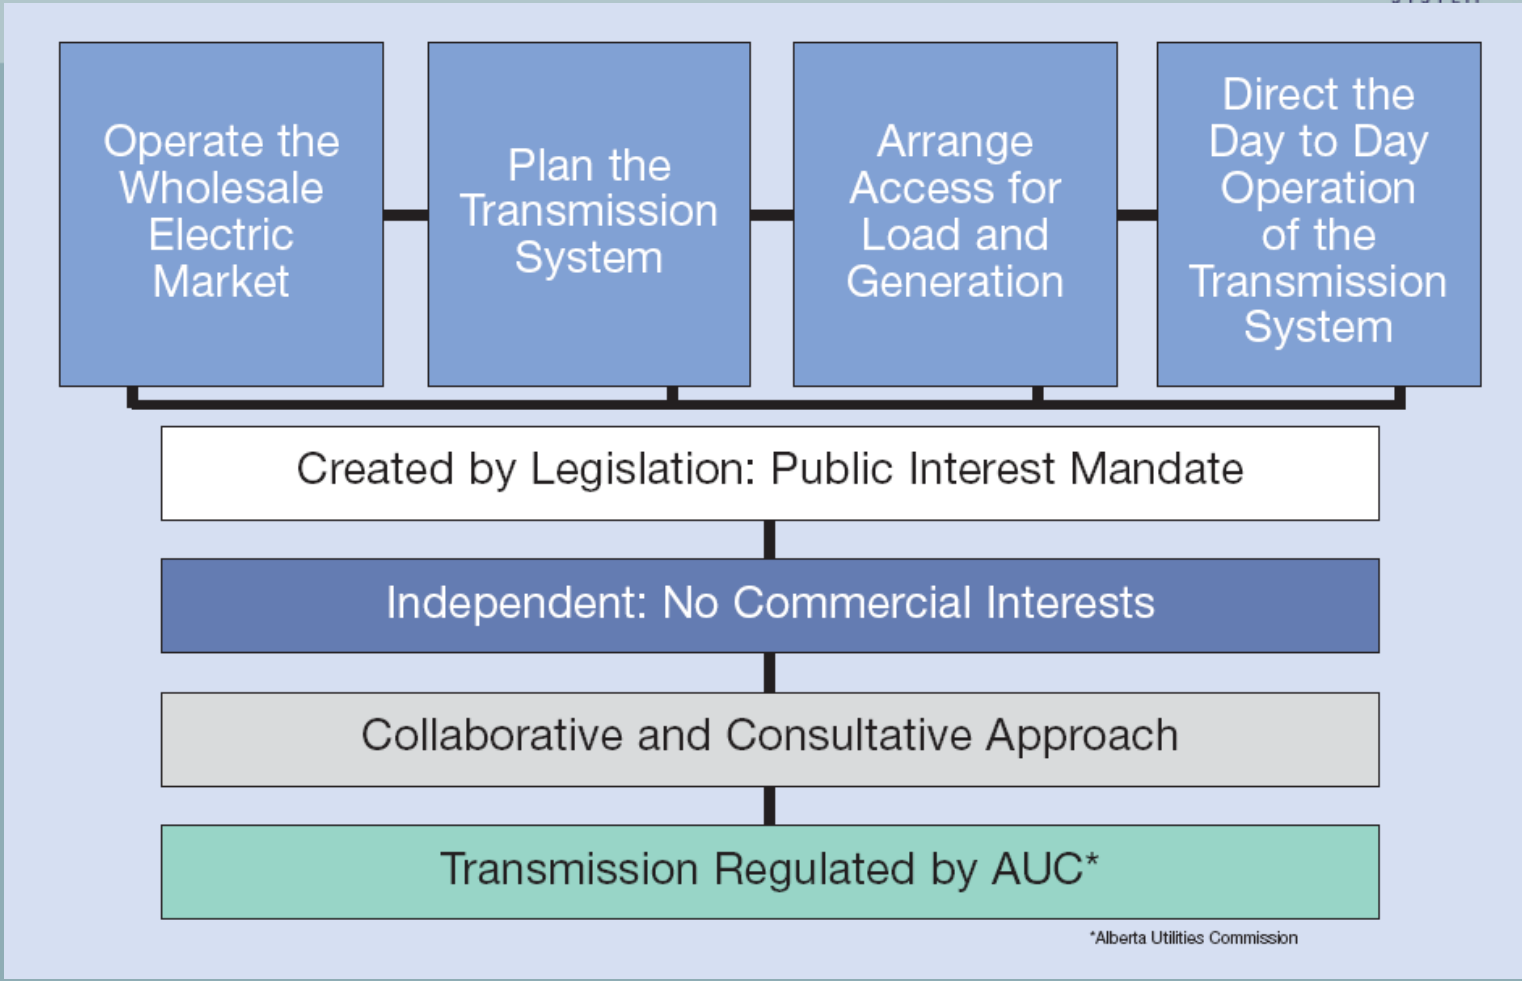 Operate the
Wholesale
Electric
Market
Plan the
Transmission
System
Arrange
Access for
Load and
Generation
Direct the
Day to Day
Operation
of the
Transmission
System
Created by Legislation: Public Interest Mandate
Independent: No Commercial Interests
Collaborative and Consultative Approach
Transmission Regulated by AUC*
*Alberta Utilities Commission